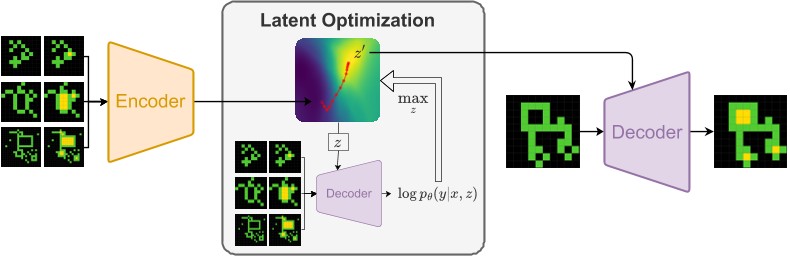 Latent Optimization
z′
Encoder
max
z
z
Decoder
log pθ(y|x, z)
Decoder